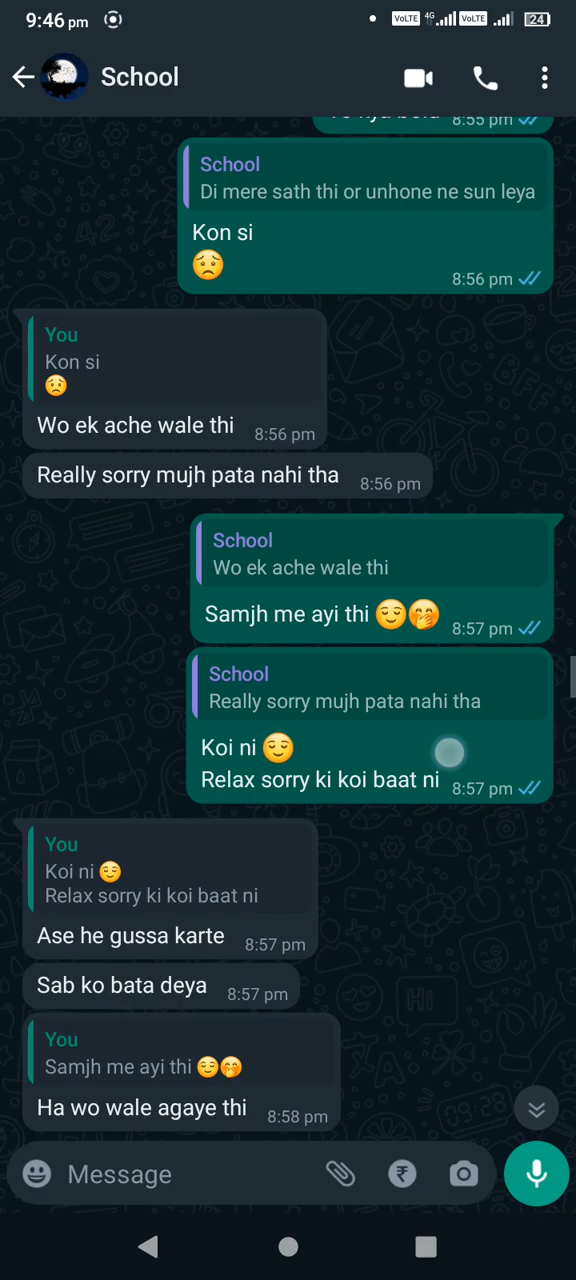 9:46 pm
VoLTE 4G VoLTE 24
School
8:55 pm
School
Di mere sath thi or unhone ne sun leya
Kon si
😟
8:56 pm
You
Kon si
😟
Wo ek ache wale thi
8:56 pm
Really sorry mujh pata nahi tha
8:56 pm
School
Wo ek ache wale thi
Samjh me ayi thi 😌🤭
8:57 pm
School
Really sorry mujh pata nahi tha
Koi ni 😌
Relax sorry ki koi baat ni
8:57 pm
You
Koi ni 😌
Relax sorry ki koi baat ni
Ase he gussa karte
8:57 pm
Sab ko bata deya
8:57 pm
You
Samjh me ayi thi 😌🤭
Ha wo wale agaye thi
8:58 pm
Message